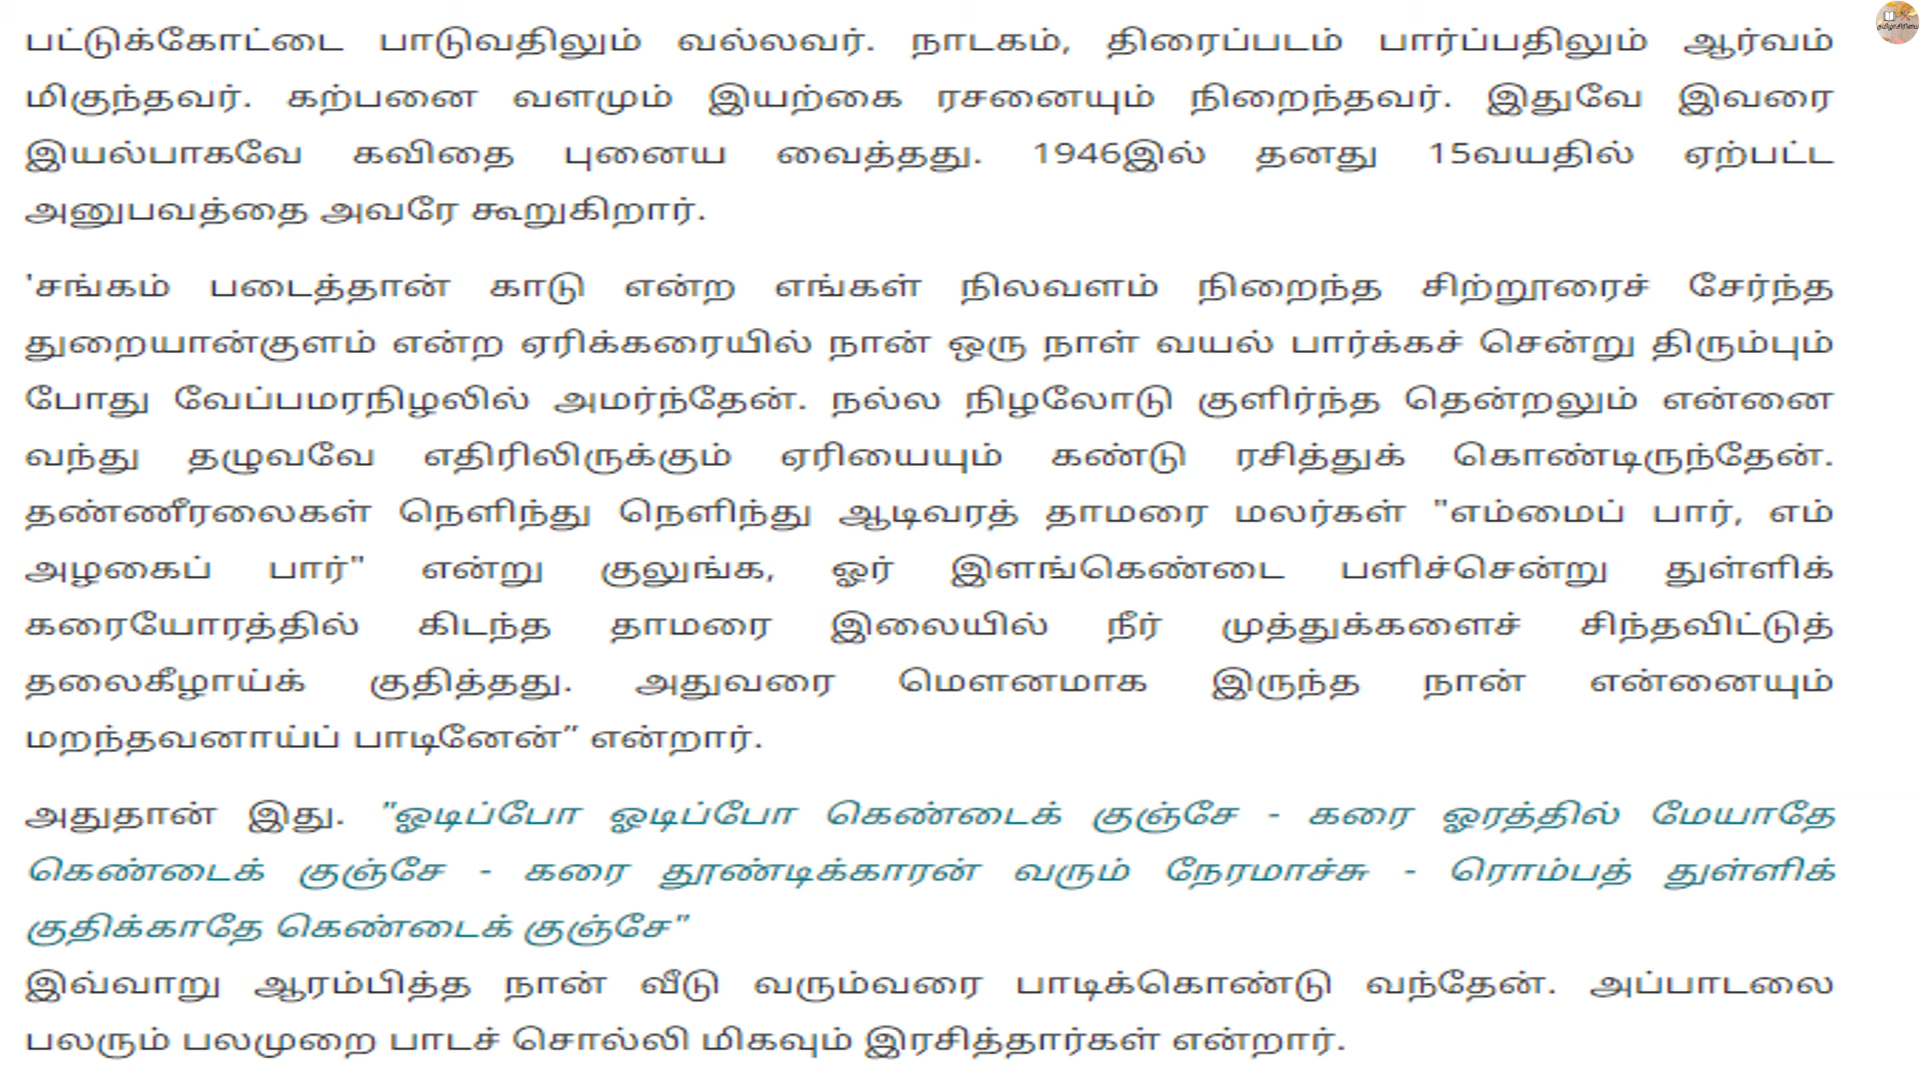 பட்டுக்கோட்டை பாடுவதிலும் வல்லவர். நாடகம், திரைப்படம் பார்ப்பதிலும் ஆர்வம்
மிகுந்தவர். கற்பனை வளமும் இயற்கை ரசனையும் நிறைந்தவர். இதுவே இவரை
இயல்பாகவே கவிதை புனைய வைத்தது. 1946இல் தனது 15வயதில் ஏற்பட்ட
அனுபவத்தை அவரே கூறுகிறார்.
'சங்கம் படைத்தான் காடு என்ற எங்கள் நிலவளம் நிறைந்த சிற்றூரைச் சேர்ந்த
துறையான்குளம் என்ற ஏரிக்கரையில் நான் ஒரு நாள் வயல் பார்க்கச் சென்று திரும்பும்
போது வேப்பமரநிழலில் அமர்ந்தேன். நல்ல நிழலோடு குளிர்ந்த தென்றலும் என்னை
வந்து தழுவவே எதிரிலிருக்கும் ஏரியையும் கண்டு ரசித்துக் கொண்டிருந்தேன்.
தண்ணீரலைகள் நெளிந்து நெளிந்து ஆடிவரத் தாமரை மலர்கள் "எம்மைப் பார், எம்
அழகைப் பார்" என்று குலுங்க, ஓர் இளங்கெண்டை பளிச்சென்று துள்ளிக்
கரையோரத்தில் கிடந்த தாமரை இலையில் நீர் முத்துக்களைச் சிந்தவிட்டுத்
தலைகீழாய்க் குதித்தது. அதுவரை மௌனமாக இருந்த நான் என்னையும்
மறந்தவனாய்ப் பாடினேன்” என்றார்.
அதுதான் இது. "ஓடிப்போ ஓடிப்போ கெண்டைக் குஞ்சே - கரை ஓரத்தில் மேயாதே
கெண்டைக் குஞ்சே - கரை தூண்டிக்காரன் வரும் நேரமாச்சு - ரொம்பத் துள்ளிக்
குதிக்காதே கெண்டைக் குஞ்சே"
இவ்வாறு ஆரம்பித்த நான் வீடு வரும்வரை பாடிக்கொண்டு வந்தேன். அப்பாடலை
பலரும் பலமுறை பாடச் சொல்லி மிகவும் இரசித்தார்கள் என்றார்.